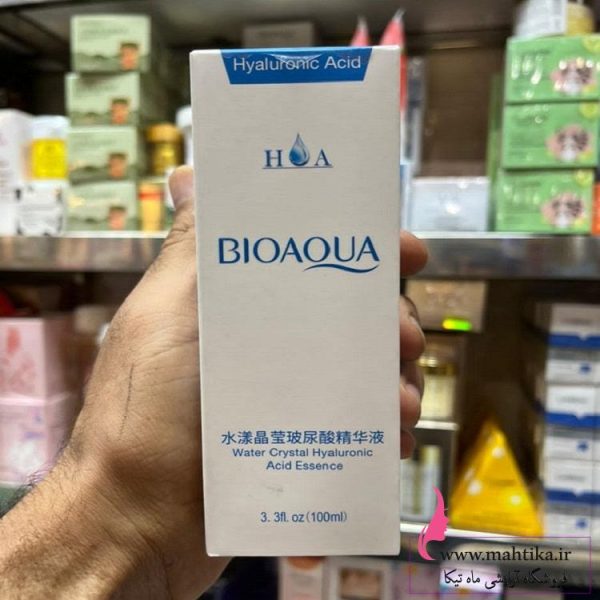 Hyaluronic Acid
H A
BIOAQUA
水漾晶莹玻尿酸精华液
Water Crystal Hyaluronic
Acid Essence
3. 3fl. oz (100ml)
www.mahtika.ir
فروشگاه آرایشی ماه تیکا